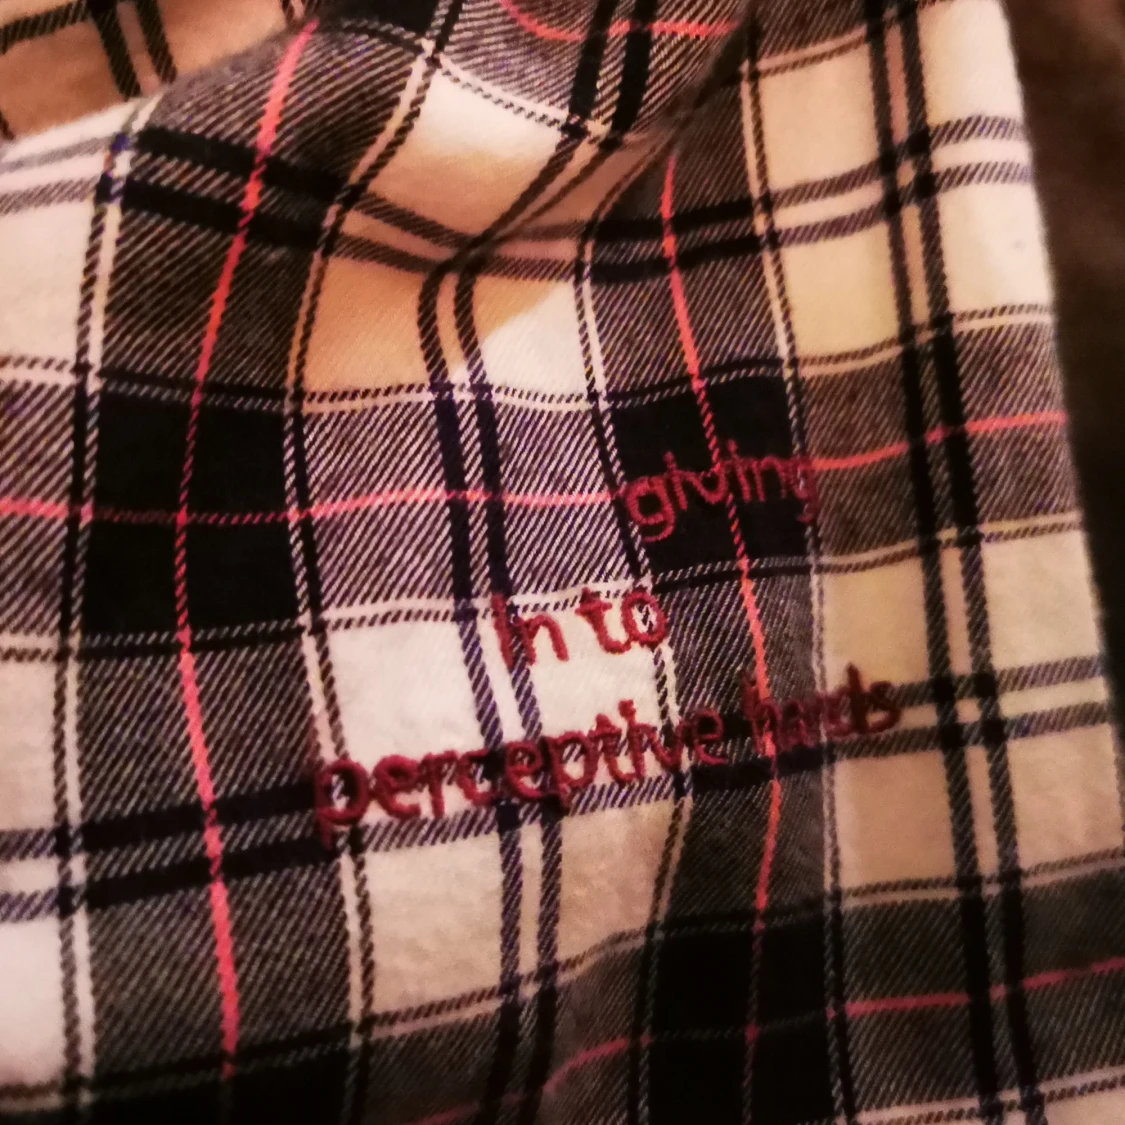 giving
in to
perceptive hands